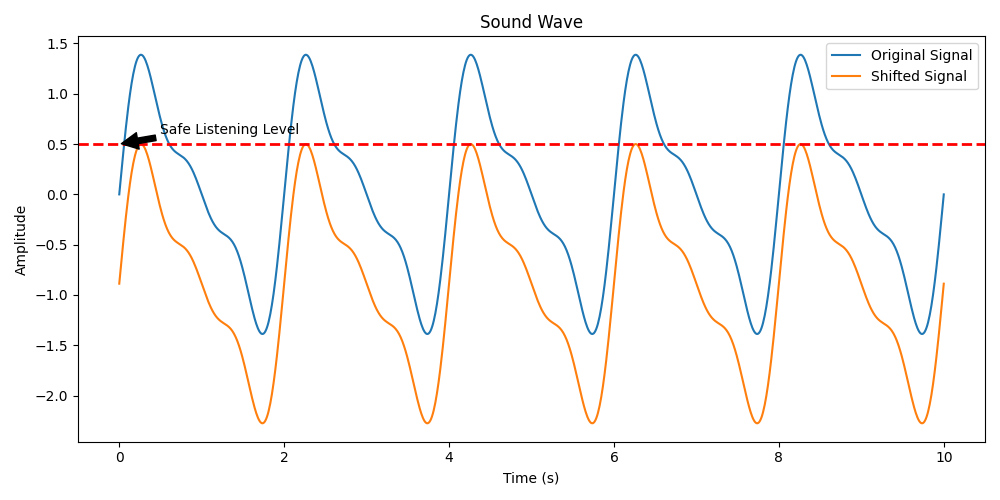 Sound Wave
Original Signal
Shifted Signal
Safe Listening Level
Amplitude
1.5
1.0
0.5
0.0
−0.5
−1.0
−1.5
−2.0
0 2 4 6 8 10
Time (s)